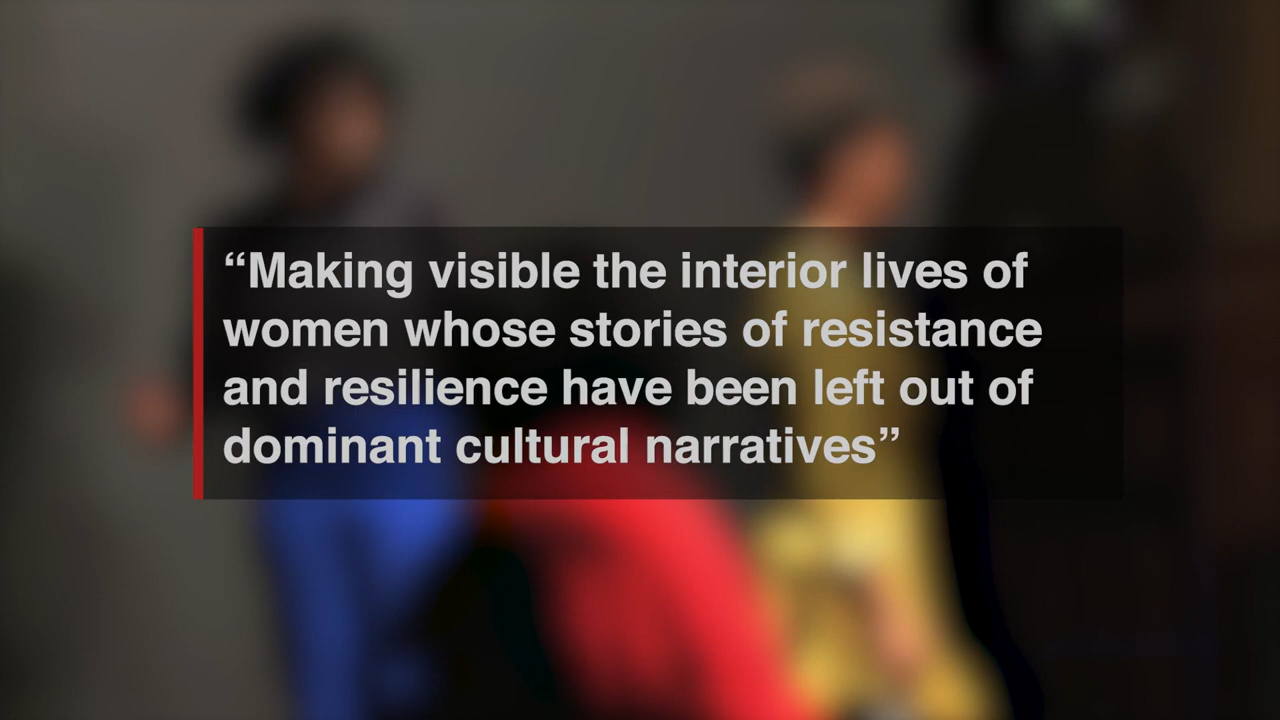 “Making visible the interior lives of
women whose stories of resistance
and resilience have been left out of
dominant cultural narratives”